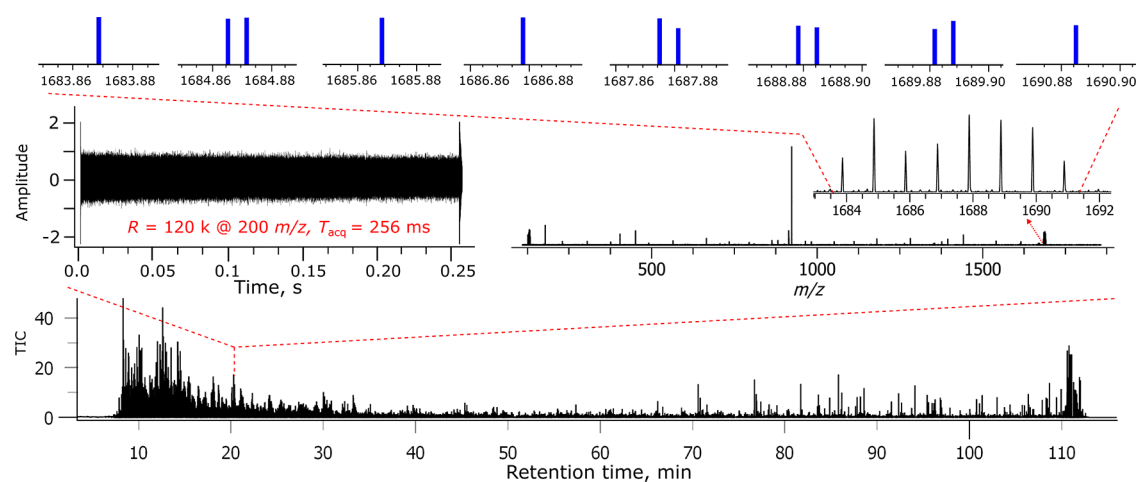 1683.86 1683.88 1684.86 1684.88 1685.86 1685.88 1686.86 1686.88 1687.86 1687.88 1688.88 1688.90 1689.88 1689.90 1690.88 1690.90
Amplitude
2
0
-2
R = 120 k @ 200 m/z, Tacq = 256 ms
0.0 0.05 0.1 0.15 0.20 0.25
Time, s
1684 1686 1688 1690 1692
500 1000 1500
m/z
TIC
40
20
0
10 20 30 40 50 60 70 80 90 100 110
Retention time, min